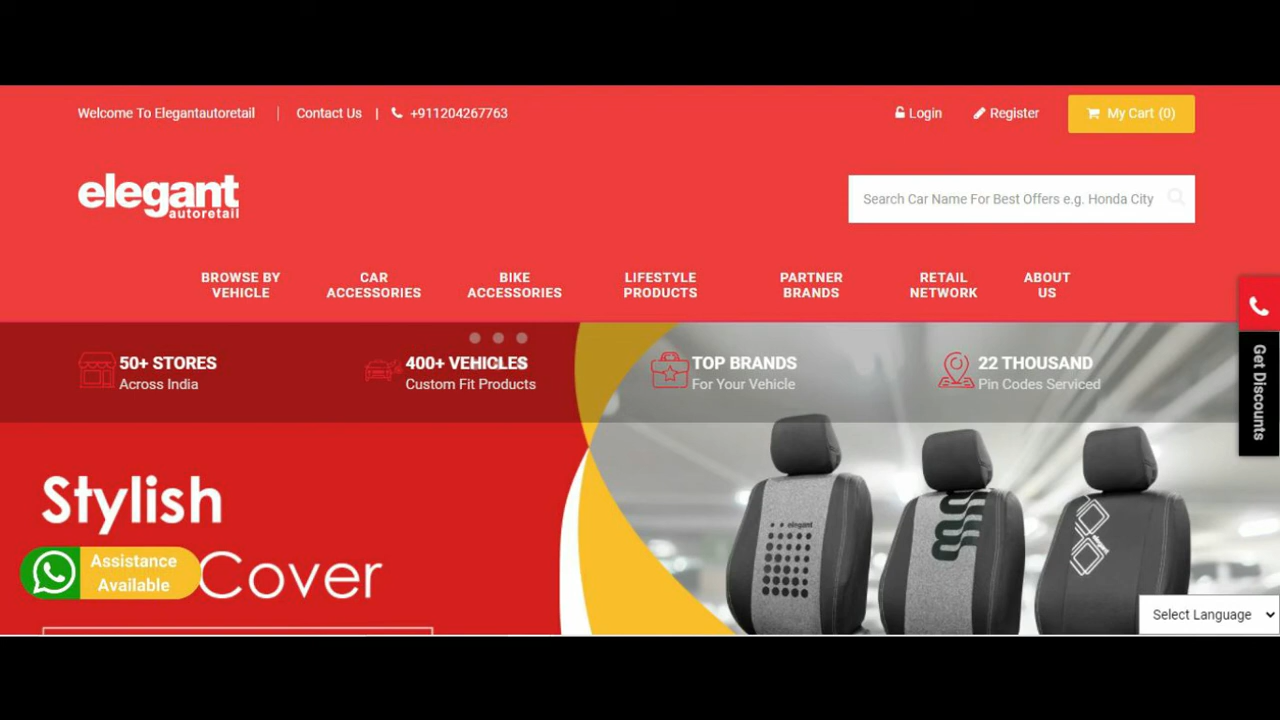 Welcome To Elegantautoretail | Contact Us | +911204267763
Login
Register
My Cart (0)
elegant
autoretail
Search Car Name For Best Offers e.g. Honda City
BROWSE BY
VEHICLE
CAR
ACCESSORIES
BIKE
ACCESSORIES
LIFESTYLE
PRODUCTS
PARTNER
BRANDS
RETAIL
NETWORK
ABOUT
US
50+ STORES
Across India
400+ VEHICLES
Custom Fit Products
TOP BRANDS
For Your Vehicle
22 THOUSAND
Pin Codes Serviced
Get Discounts
Stylish
Cover
Assistance
Available
elegant
elegant
Select Language